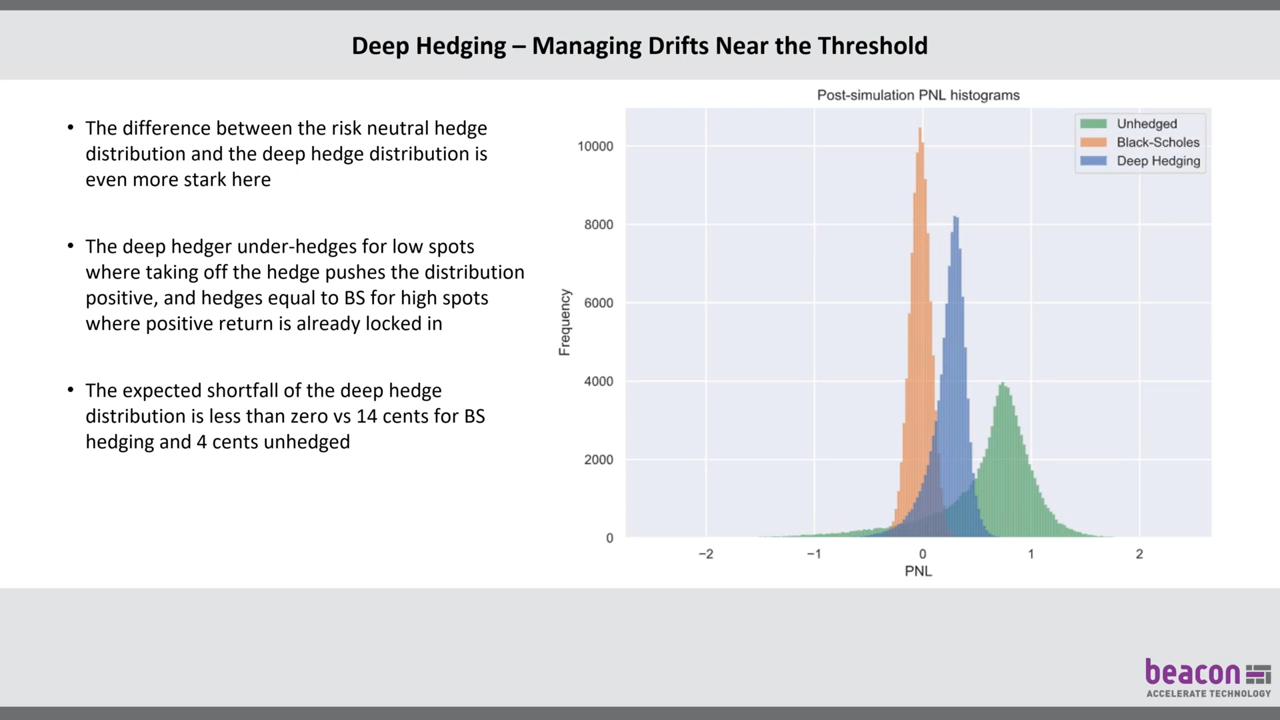 Deep Hedging – Managing Drifts Near the Threshold
• The difference between the risk neutral hedge
distribution and the deep hedge distribution is
even more stark here
• The deep hedger under-hedges for low spots
where taking off the hedge pushes the distribution
positive, and hedges equal to BS for high spots
where positive return is already locked in
• The expected shortfall of the deep hedge
distribution is less than zero vs 14 cents for BS
hedging and 4 cents unhedged
Post-simulation PNL histograms
Unhedged
Black-Scholes
Deep Hedging
Frequency
10000
8000
6000
4000
2000
0
−2
−1
0
1
2
PNL
beacon
ACCELERATE TECHNOLOGY